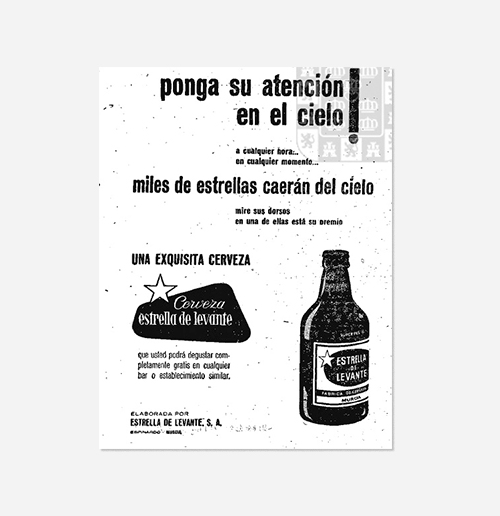 ponga su atención
en el cielo!
a cualquier hora...
en cualquier momento...
miles de estrellas caerán del cielo
mire sus dorsos
en una de ellas está su premio
UNA EXQUISITA CERVEZA
Cerveza
estrella de levante
que usted podrá degustar com-
pletamente gratis en cualquier
bar o establecimiento similar.
ELABORADA POR
ESTRELLA DE LEVANTE, S. A.
ESPINARDO - MURCIA
ESTRELLA
DE
LEVANTE
MURCIA